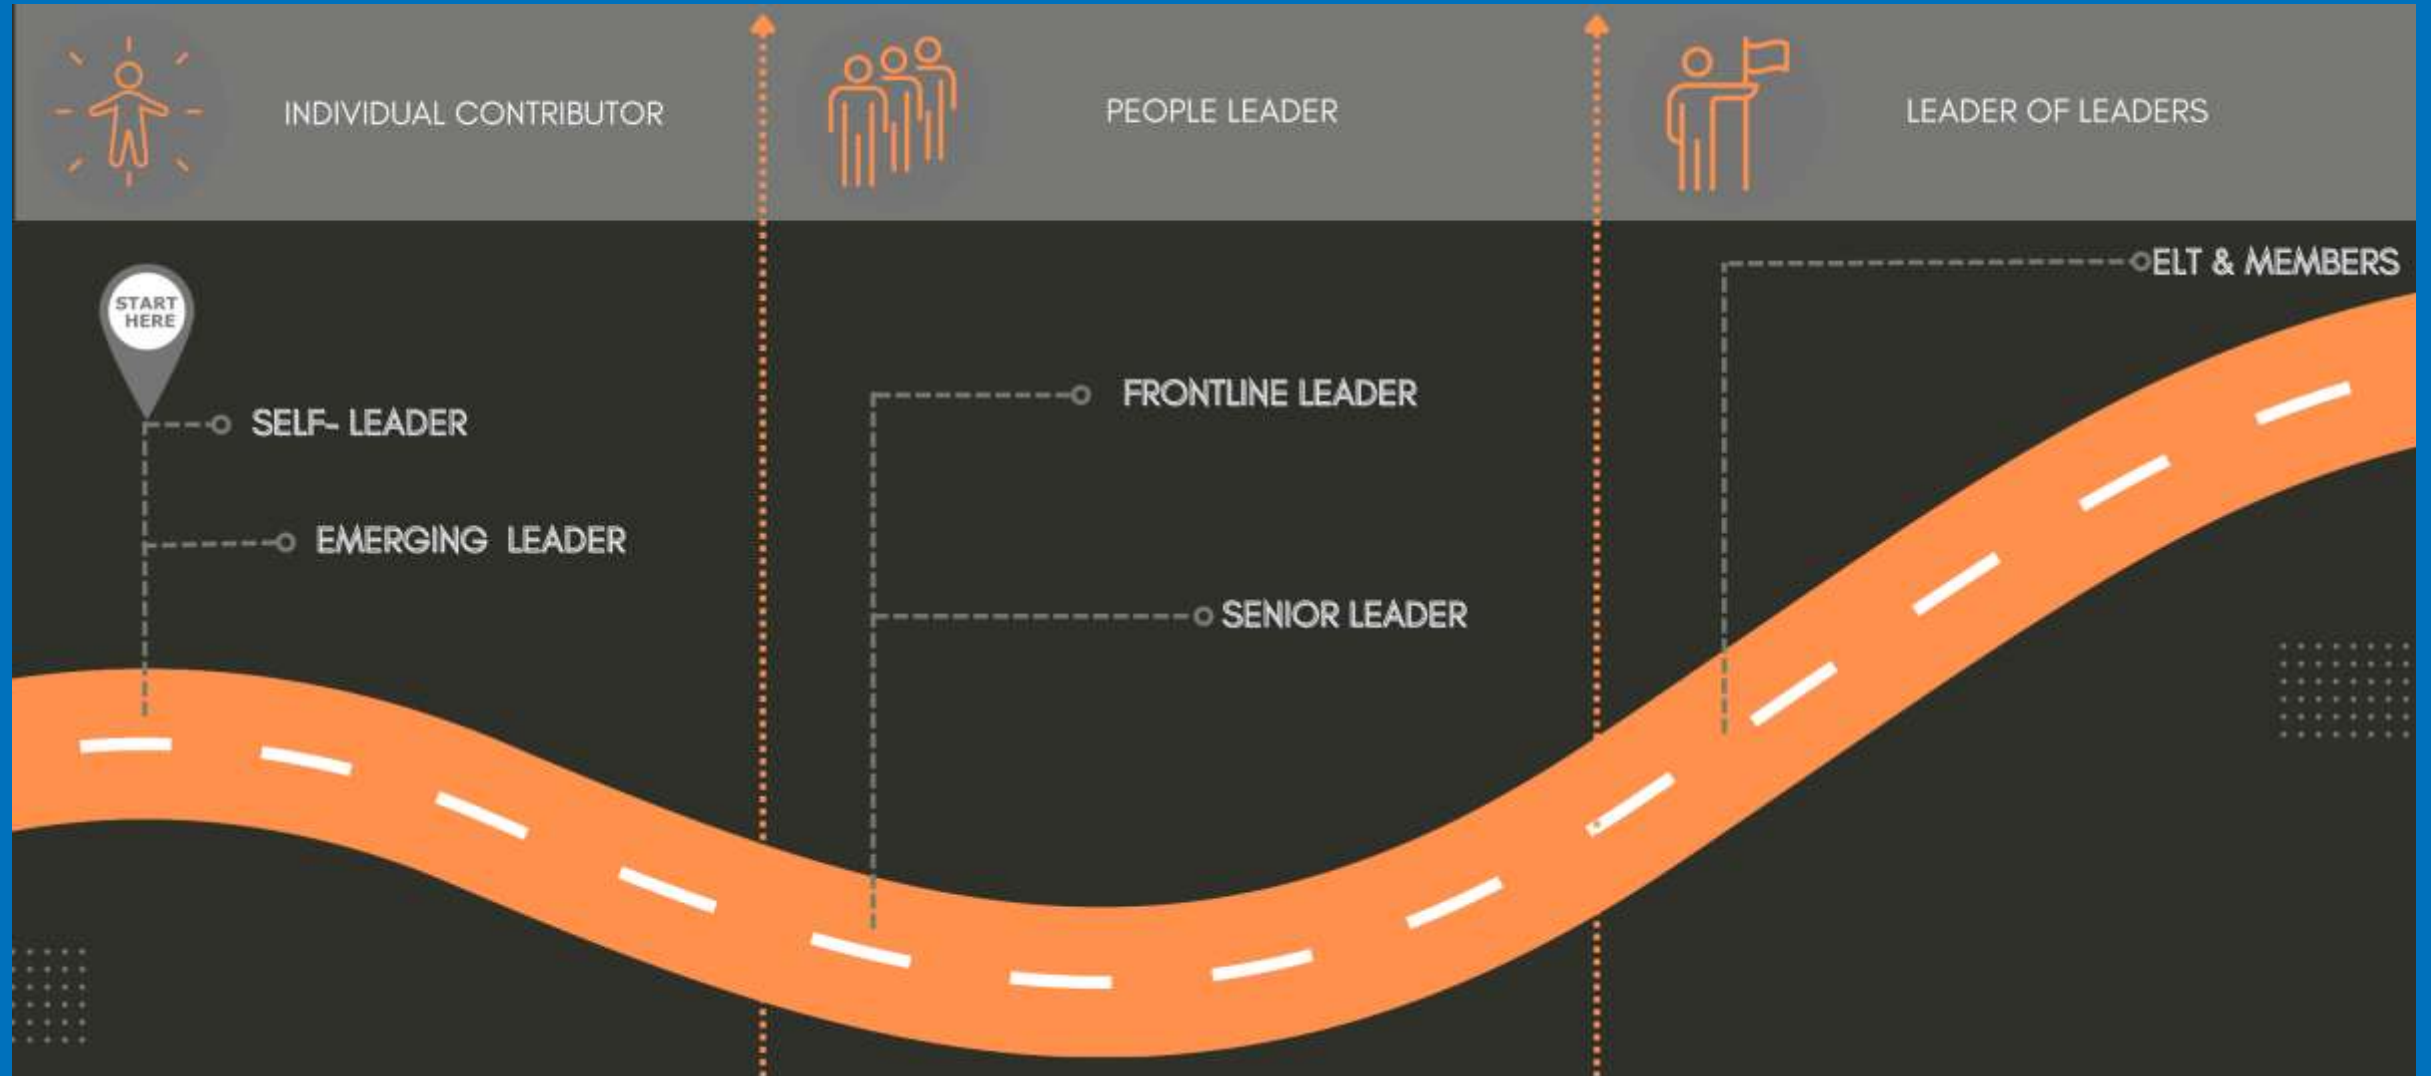 INDIVIDUAL CONTRIBUTOR
PEOPLE LEADER
LEADER OF LEADERS
START
HERE
SELF- LEADER
EMERGING LEADER
FRONTLINE LEADER
SENIOR LEADER
ELT & MEMBERS